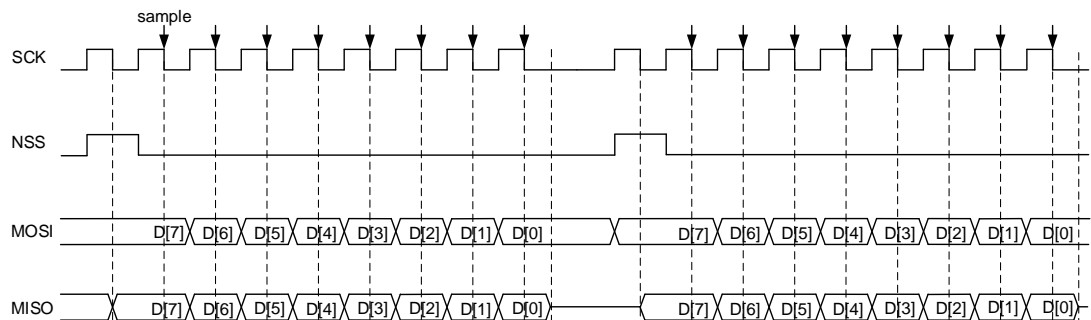 sample
SCK
NSS
MOSI D[7] D[6] D[5] D[4] D[3] D[2] D[1] D[0] D[7] D[6] D[5] D[4] D[3] D[2] D[1] D[0]
MISO D[7] D[6] D[5] D[4] D[3] D[2] D[1] D[0] D[7] D[6] D[5] D[4] D[3] D[2] D[1] D[0]